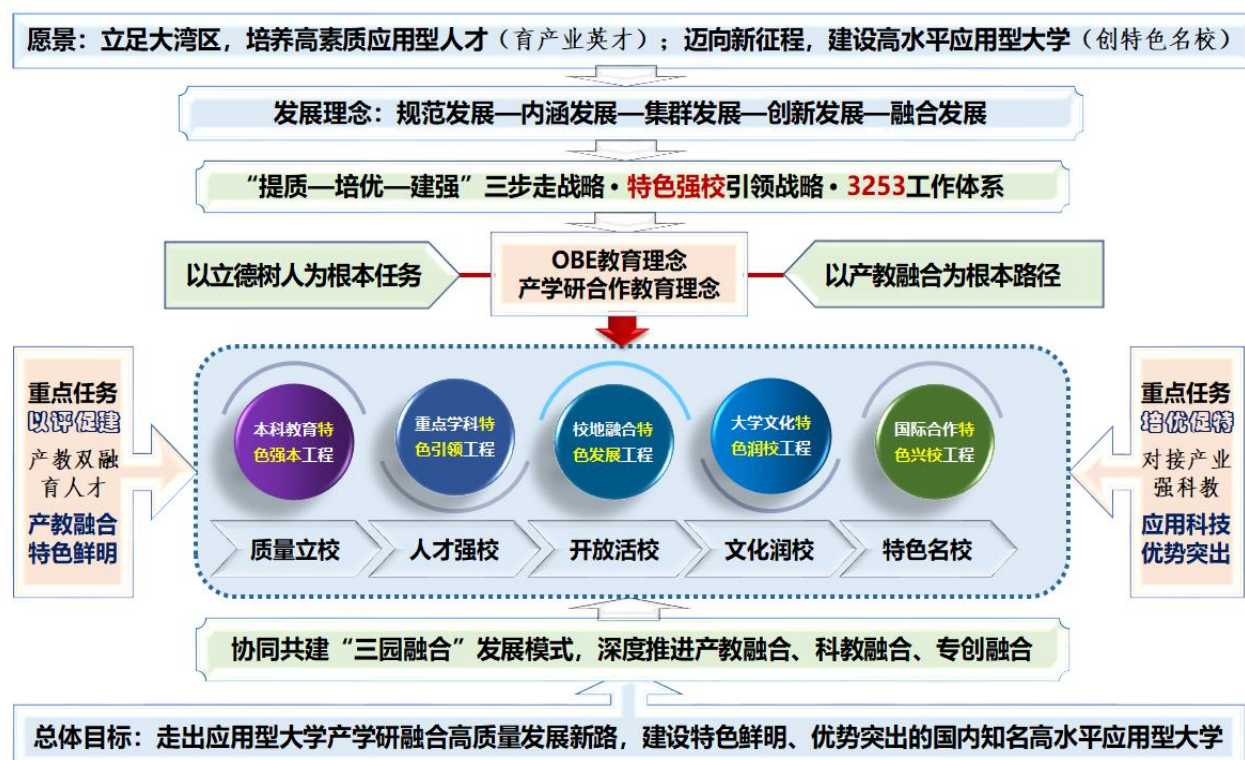 愿景：立足大湾区，培养高素质应用型人才（育产业英才）；迈向新征程，建设高水平应用型大学（创特色名校）
发展理念：规范发展—内涵发展—集群发展—创新发展—融合发展
“提质—培优—建强”三步走战略·特色强校引领战略·3253工作体系
以立德树人为根本任务
OBE教育理念
产学研合作教育理念
以产教融合为根本路径
重点任务
以评促建
产教双融
育人才
产教融合
特色鲜明
本科教育特
色强本工程
重点学科特
色引领工程
校地融合特
色发展工程
大学文化特
色润校工程
国际合作特
色兴校工程
质量立校
人才强校
开放活校
文化润校
特色名校
重点任务
培优促特
对接产业
强科教
应用科技
优势突出
协同共建“三园融合”发展模式，深度推进产教融合、科教融合、专创融合
总体目标：走出应用型大学产学研融合高质量发展新路，建设特色鲜明、优势突出的国内知名高水平应用型大学